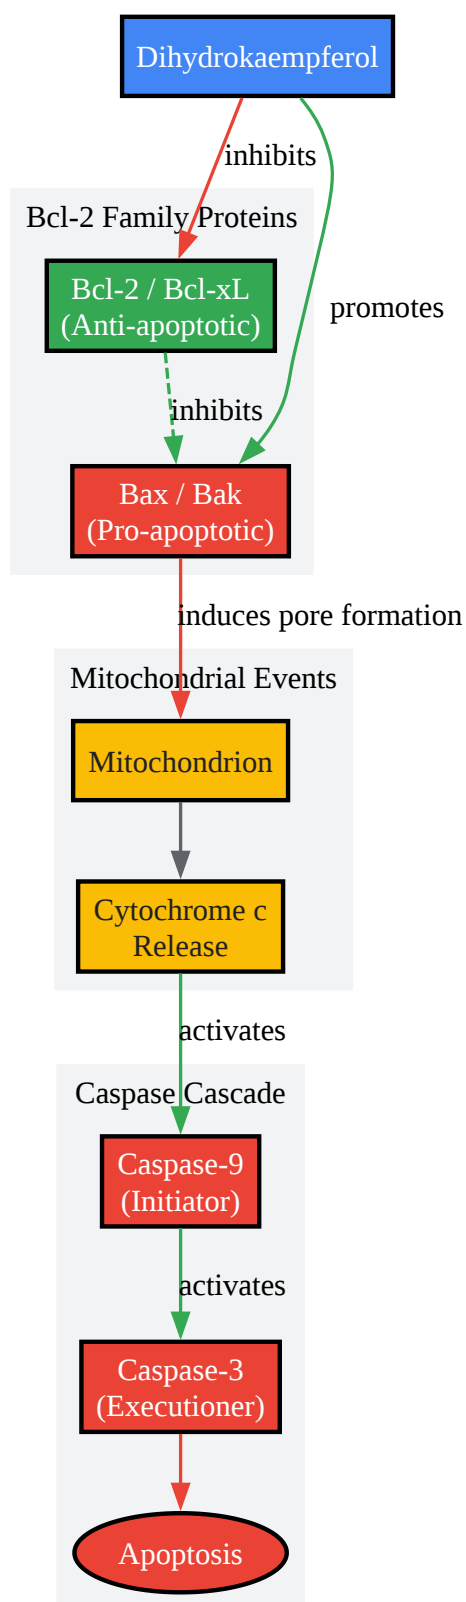 Dihydrokaempferol
inhibits
Bcl-2 Family Proteins
Bcl-2 / Bcl-xL
(Anti-apoptotic)
promotes
inhibits
Bax / Bak
(Pro-apoptotic)
induces pore formation
Mitochondrial Events
Mitochondrion
Cytochrome c
Release
activates
Caspase Cascade
Caspase-9
(Initiator)
activates
Caspase-3
(Executioner)
Apoptosis